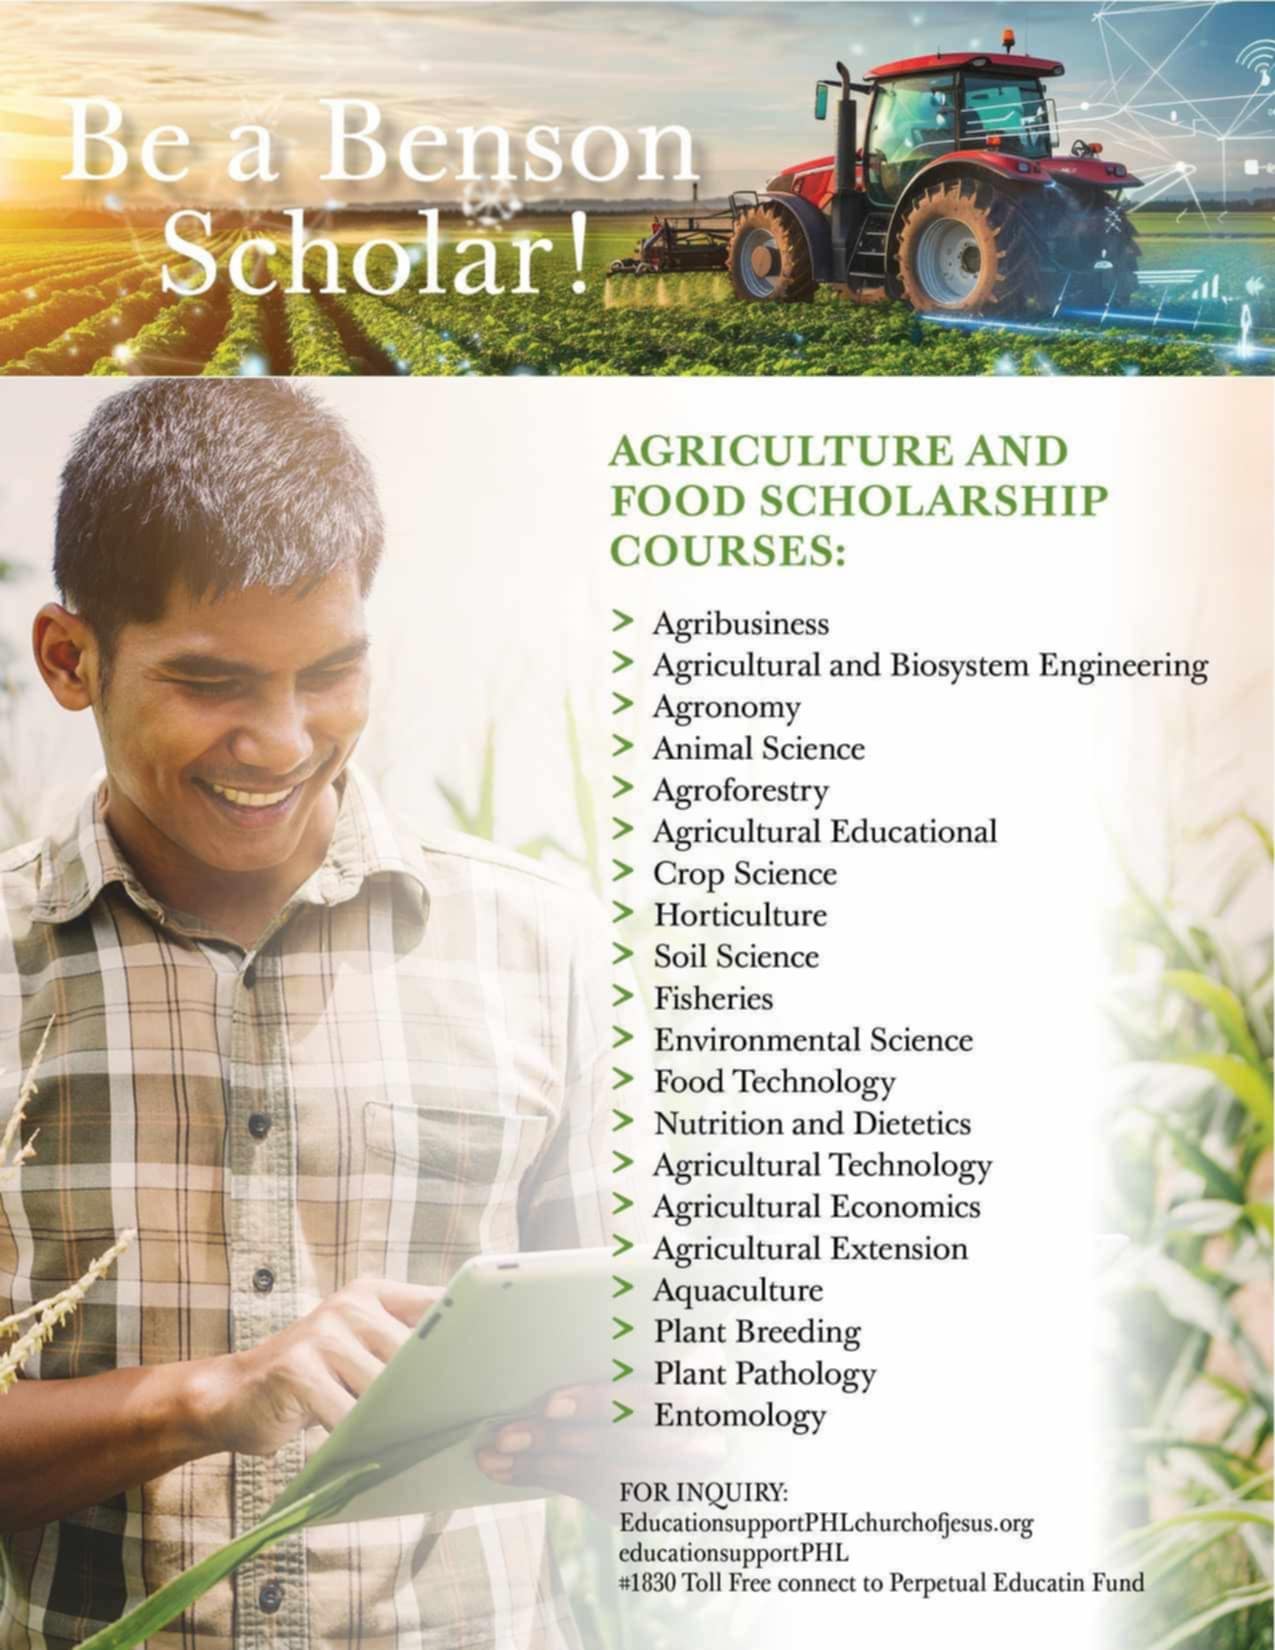 Be a Benson
Scholar!
AGRICULTURE AND
FOOD SCHOLARSHIP
COURSES:
> Agribusiness
> Agricultural and Biosystem Engineering
> Agronomy
> Animal Science
> Agroforestry
> Agricultural Educational
> Crop Science
> Horticulture
> Soil Science
> Fisheries
> Environmental Science
> Food Technology
> Nutrition and Dietetics
> Agricultural Technology
> Agricultural Economics
> Agricultural Extension
> Aquaculture
> Plant Breeding
> Plant Pathology
> Entomology
FOR INQUIRY:
EducationsupportPHLchurchofjesus.org
educationsupportPHL
#1830 Toll Free connect to Perpetual Educatin Fund